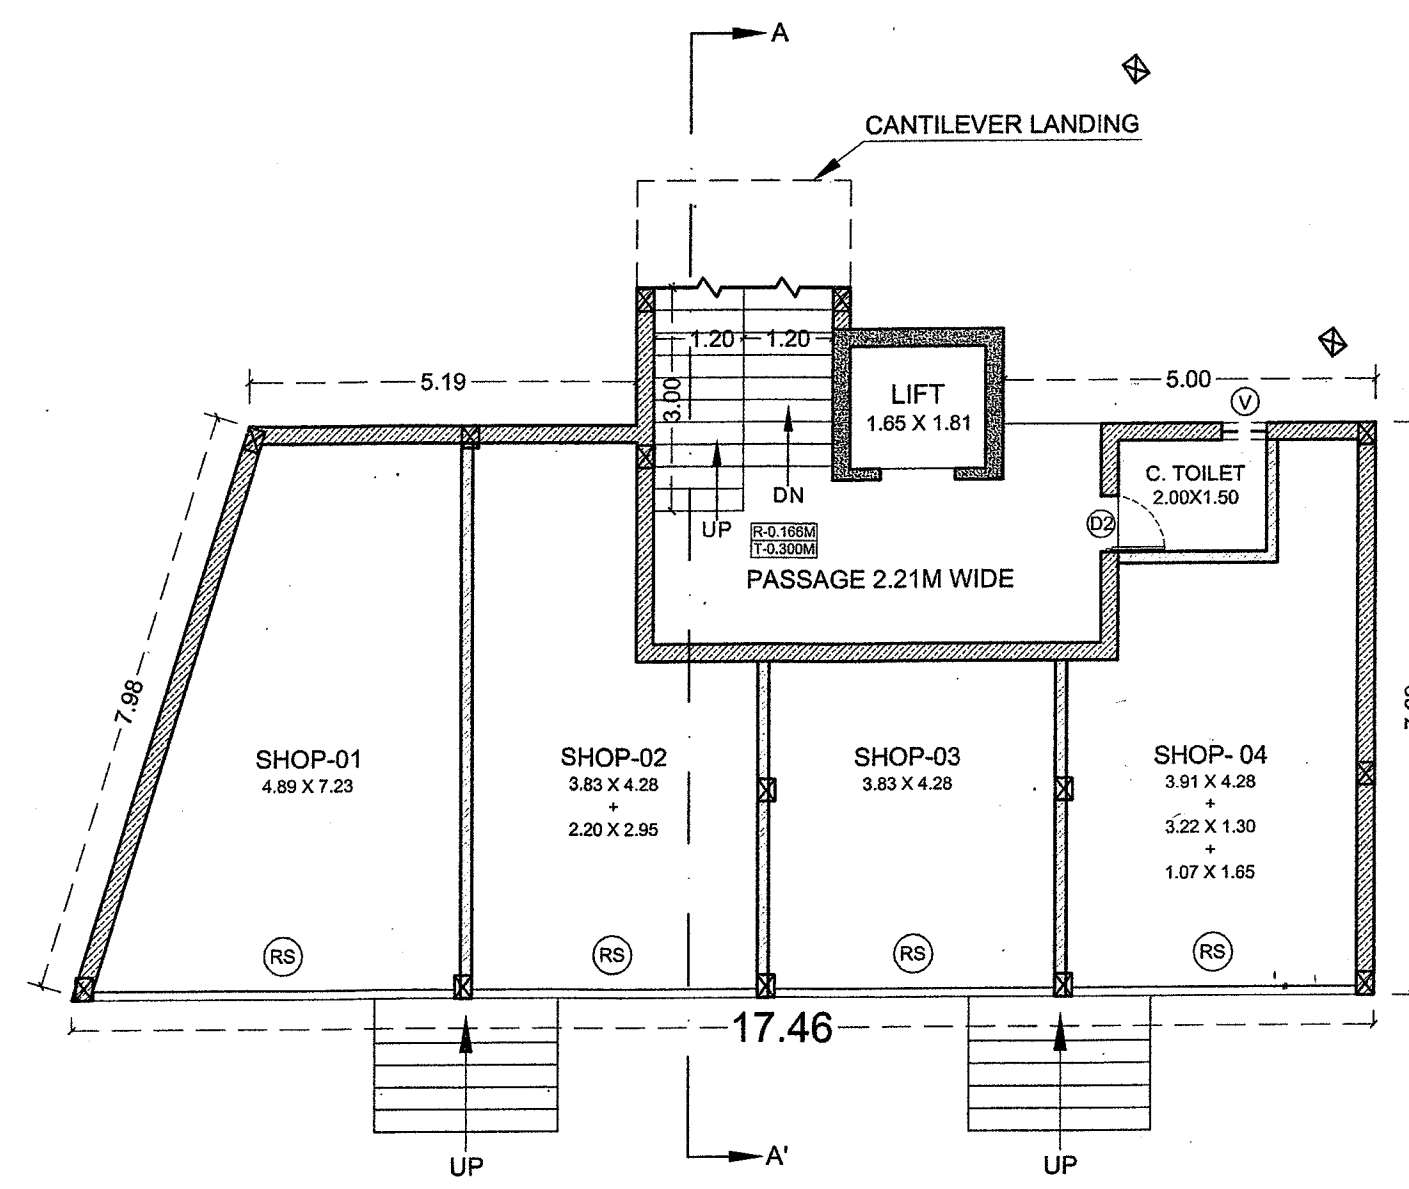 A
CANTILEVER LANDING
1.20 1.20
5.19
3.00
5.00
LIFT
1.65 X 1.81
V
C. TOILET
2.00X1.50
D2
DN
UP
R-0.166M
T-0.300M
PASSAGE 2.21M WIDE
7.98
SHOP-01
4.89 X 7.23
SHOP-02
3.83 X 4.28
+
2.20 X 2.95
SHOP-03
3.83 X 4.28
SHOP- 04
3.91 X 4.28
+
3.22 X 1.30
+
1.07 X 1.65
RS
RS
RS
RS
17.46
UP
A'
UP